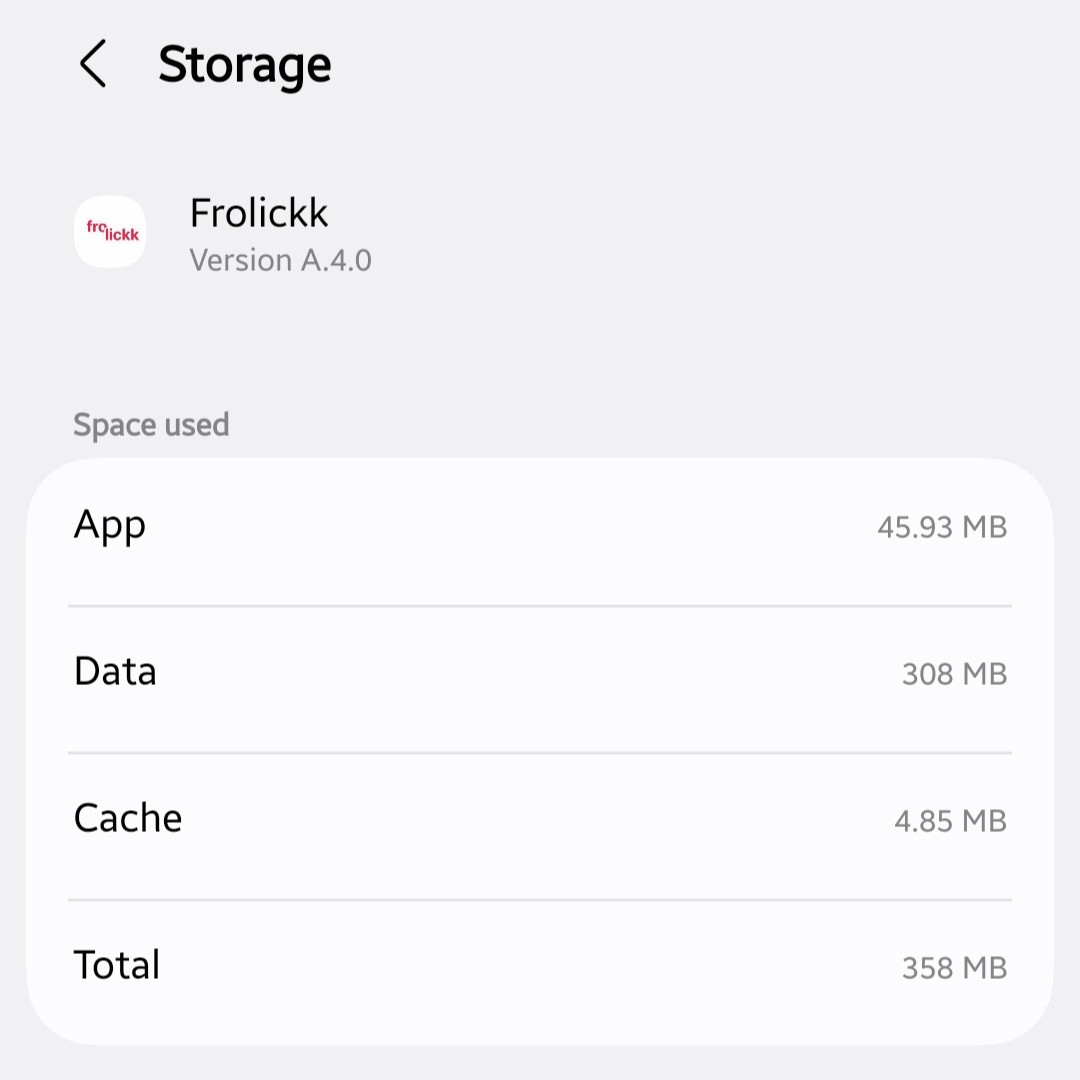 Storage
frolickk
Frolickk
Version A.4.0
Space used
App 45.93 MB
Data 308 MB
Cache 4.85 MB
Total 358 MB